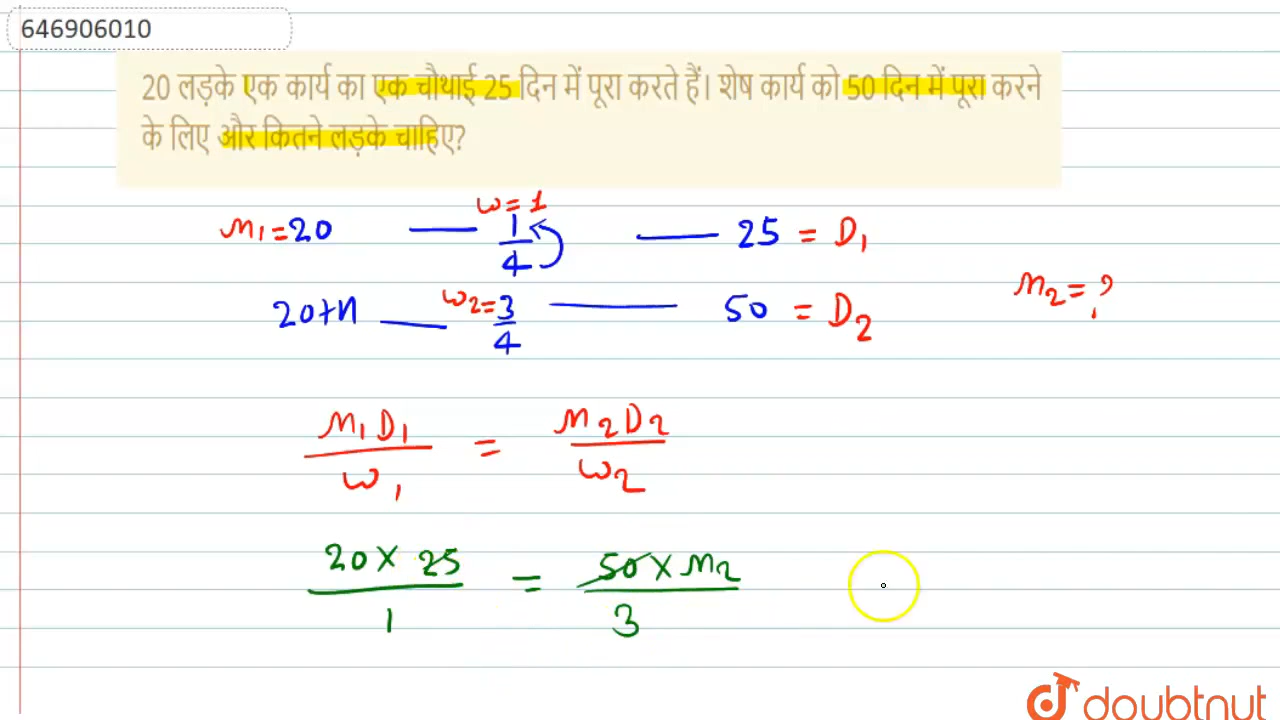 646906010
20 लड़के एक कार्य का एक चौथाई 25 दिन में पूरा करते हैं। शेष कार्य को 50 दिन में पूरा करने
के लिए और कितने लड़के चाहिए?
M₁=20 — W=1 1/4 — 25 = D₁
20+n — W₂= 3/4 — 50 = D₂ M₂=?
M₁D₁/W₁ = M₂D₂/W₂
20×25/1 = 50×M₂/3
doubtnut